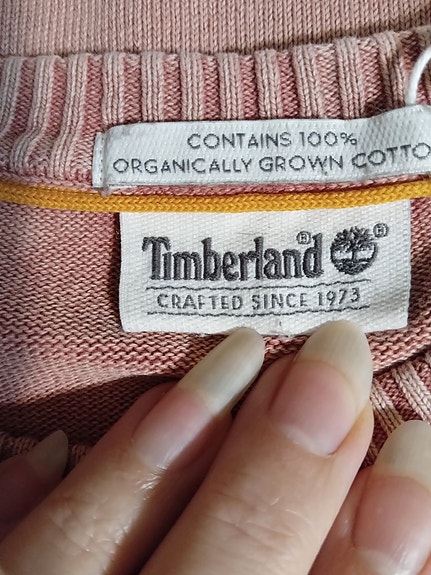 CONTAINS 100%
ORGANICALLY GROWN COTTO
Timberland® ®
CRAFTED SINCE 1973